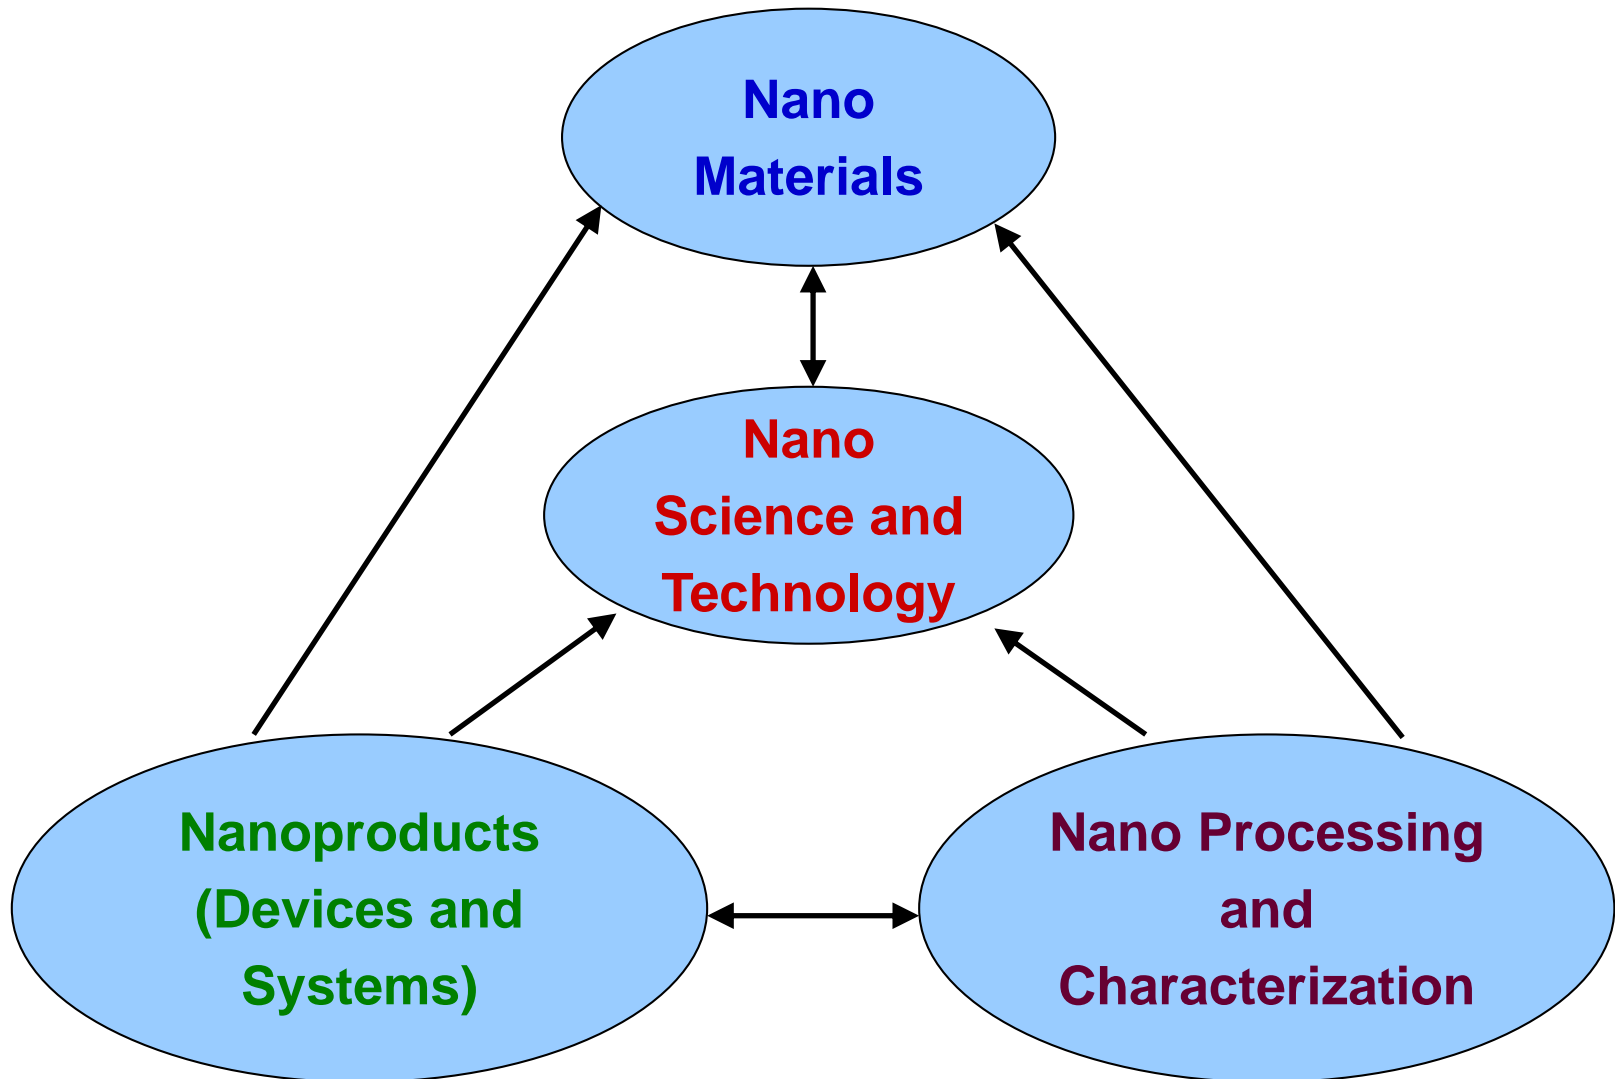 Nano
Materials
Nano
Science and
Technology
Nanoproducts
(Devices and
Systems)
Nano Processing
and
Characterization